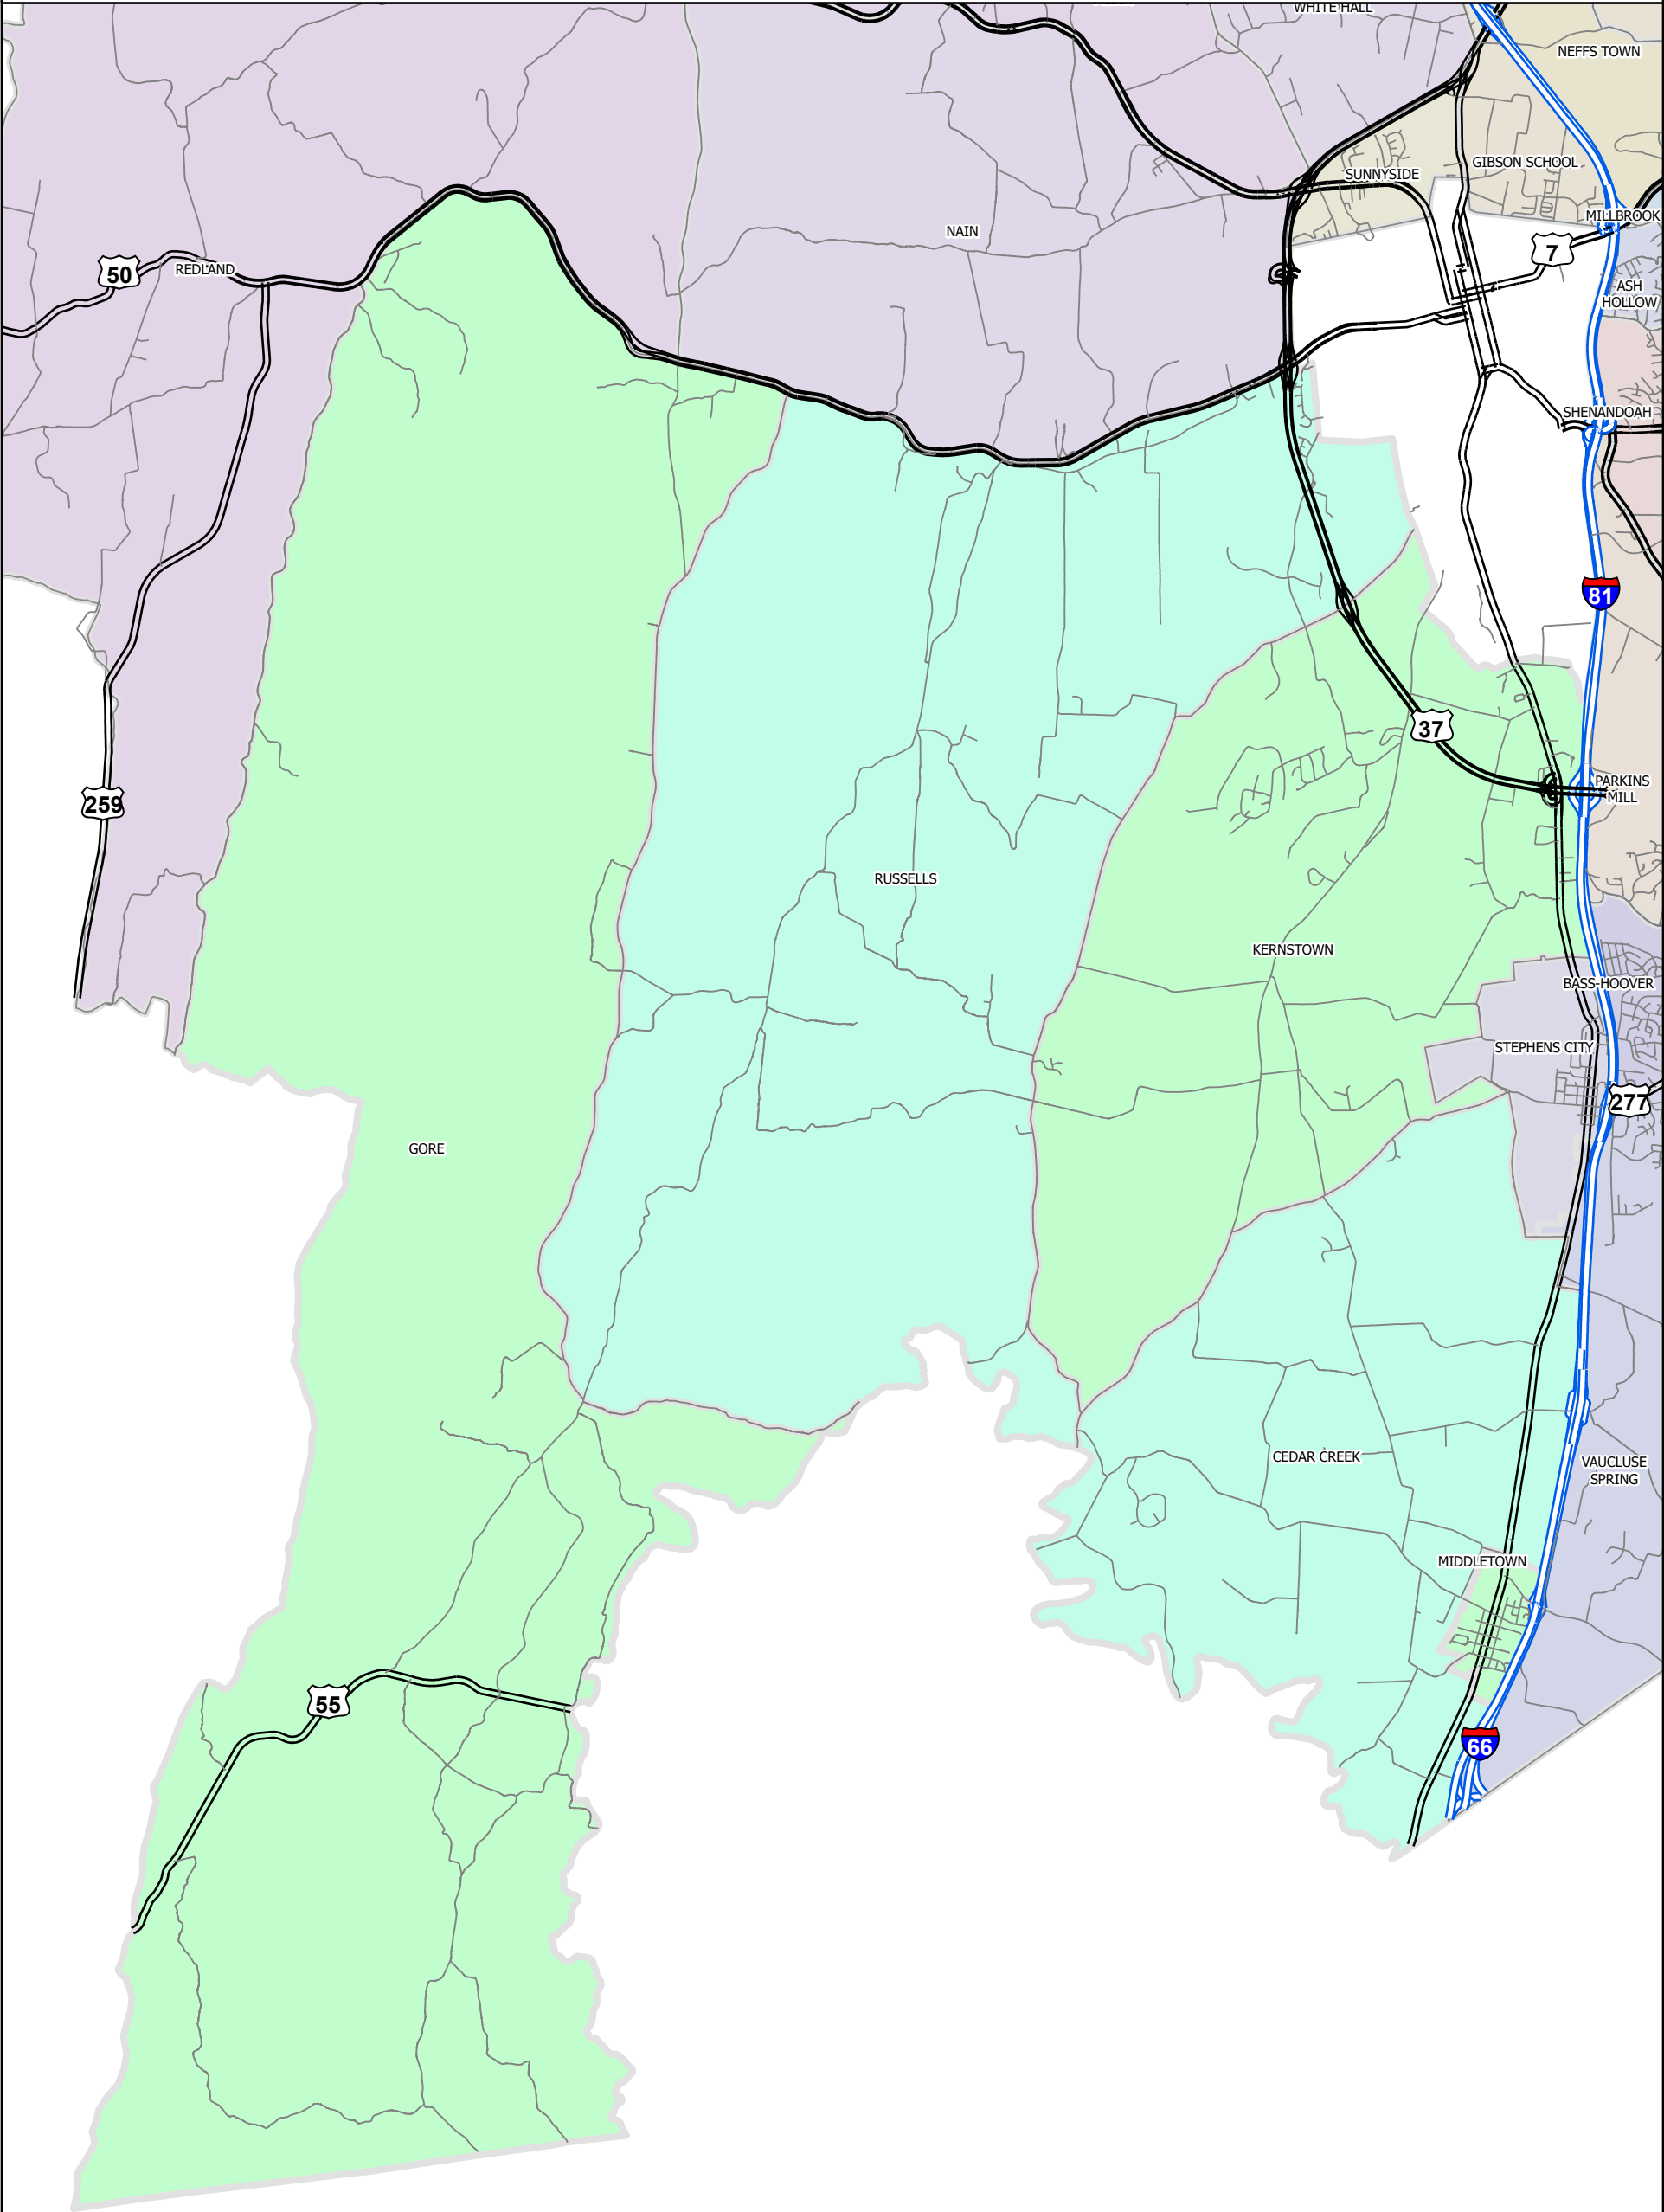 WHITE HALL
NEFFS TOWN
GIBSON SCHOOL
SUNNYSIDE
MILLBROOK
NAIN
7
REDLAND
50
ASH
HOLLOW
SHENANDOAH
81
37
PARKINS
MILL
259
RUSSELLS
KERNSTOWN
BASS-HOOVER
STEPHENS CITY
277
GORE
CEDAR CREEK
VAUCLUSE
SPRING
MIDDLETOWN
55
66